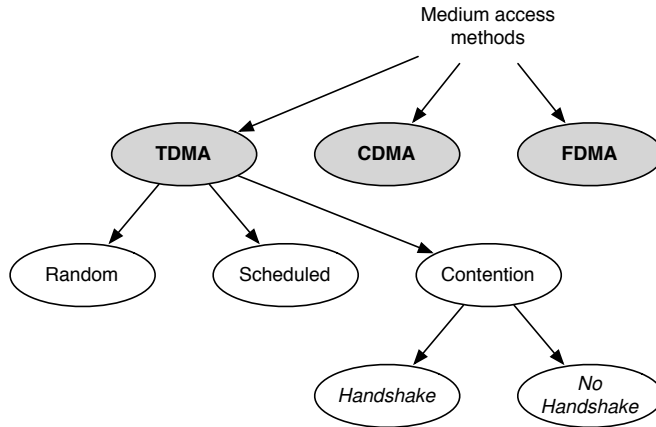 Medium access
methods
TDMA
CDMA
FDMA
Random
Scheduled
Contention
Handshake
No
Handshake